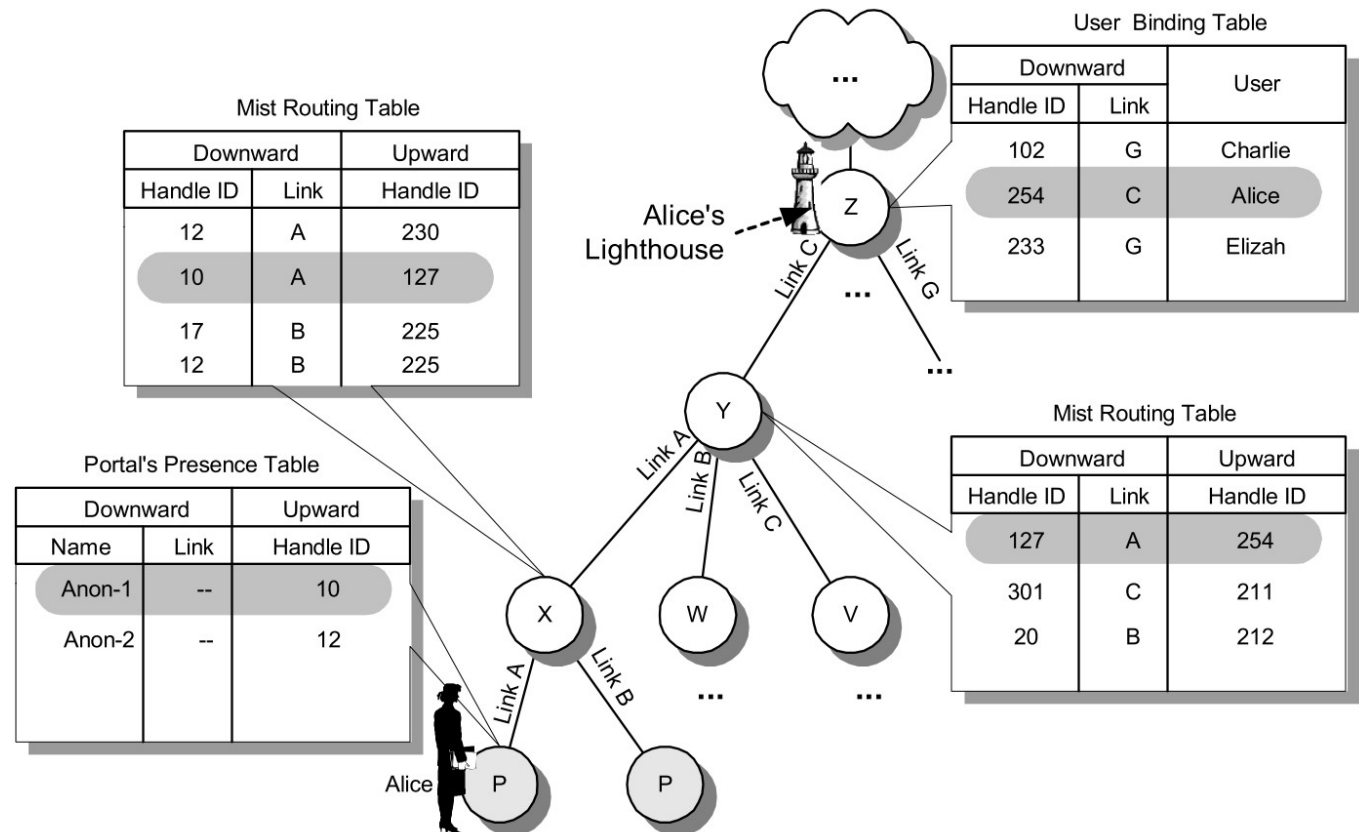 User Binding Table
Downward User
Handle ID Link
102 G Charlie
254 C Alice
233 G Elizah
...
Z
Alice's
Lighthouse
Link C
Link G
...
...
Mist Routing Table
Downward Upward
Handle ID Link Handle ID
12 A 230
10 A 127
17 B 225
12 B 225
Y
Link A
Link B
Link C
Mist Routing Table
Downward Upward
Handle ID Link Handle ID
127 A 254
301 C 211
20 B 212
Portal's Presence Table
Downward Upward
Name Link Handle ID
Anon-1 -- 10
Anon-2 -- 12
X
W
V
...
...
Link A
Link B
Alice
P
P